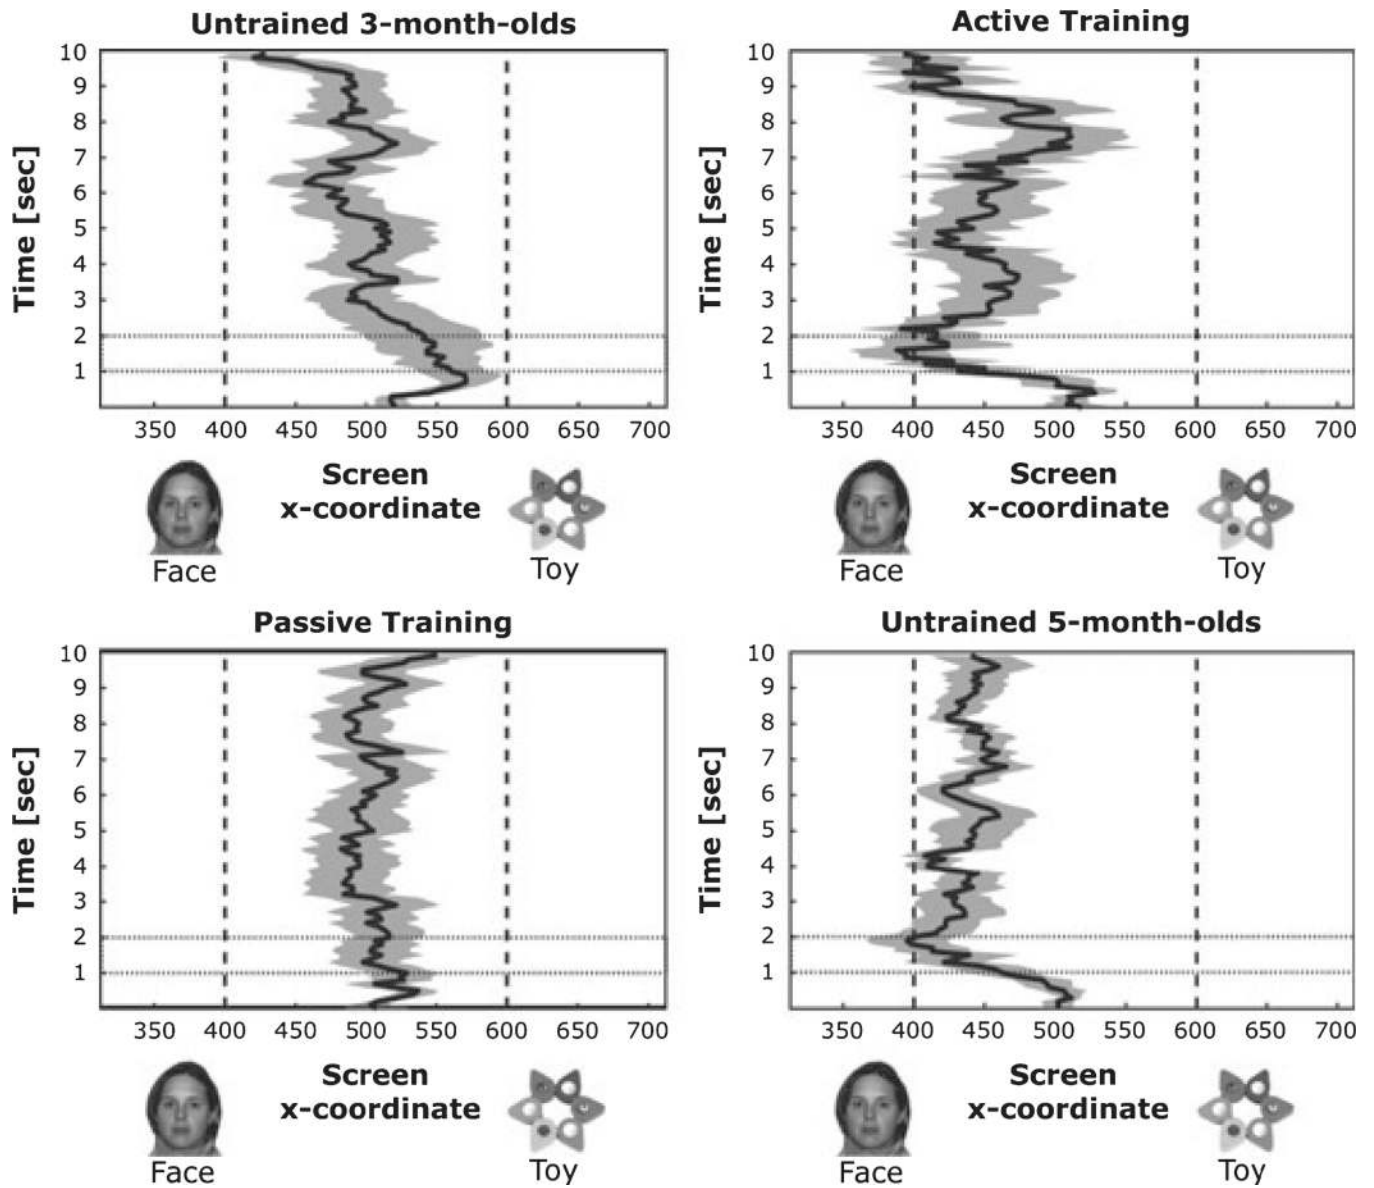 Untrained 3-month-olds
Time [sec]
10
9
8
7
6
5
4
3
2
1
350 400 450 500 550 600 650 700
Screen
x-coordinate
Face
Toy
Active Training
Time [sec]
10
9
8
7
6
5
4
3
2
1
350 400 450 500 550 600 650 700
Screen
x-coordinate
Face
Toy
Passive Training
Time [sec]
10
9
8
7
6
5
4
3
2
1
350 400 450 500 550 600 650 700
Screen
x-coordinate
Face
Toy
Untrained 5-month-olds
Time [sec]
10
9
8
7
6
5
4
3
2
1
350 400 450 500 550 600 650 700
Screen
x-coordinate
Face
Toy